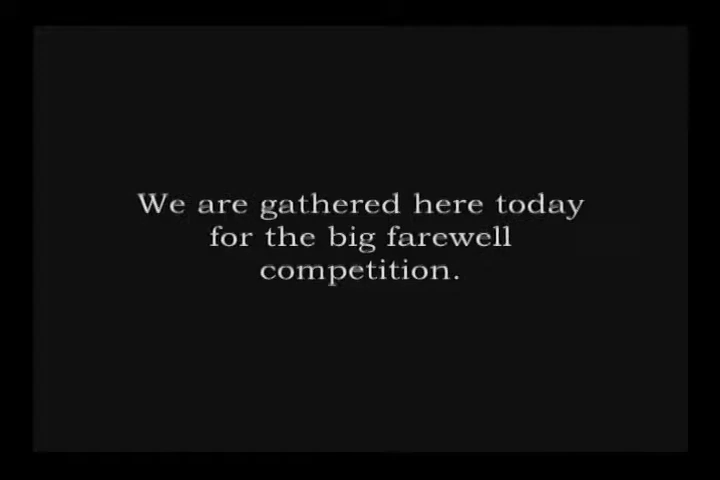 We are gathered here today
for the big farewell
competition.